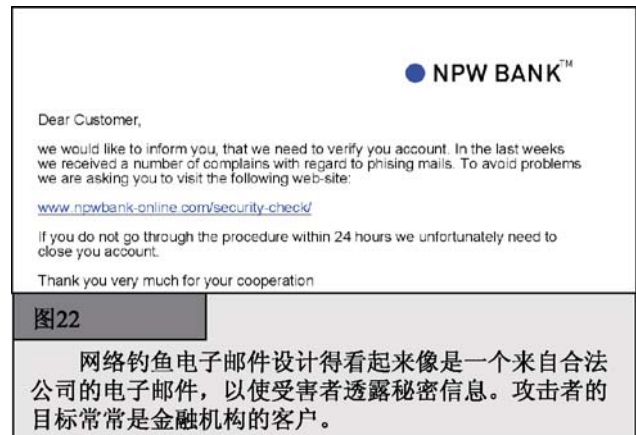 NPW BANK™
Dear Customer,
we would like to inform you, that we need to verify you account. In the last weeks
we received a number of complains with regard to phising mails. To avoid problems
we are asking you to visit the following web-site:
www.npwbank-online.com/security-check/
If you do not go through the procedure within 24 hours we unfortunately need to
close you account.
Thank you very much for your cooperation
图22
网络钓鱼电子邮件设计得看起来像是一个来自合法
公司的电子邮件，以使受害者透露秘密信息。攻击者的
目标常常是金融机构的客户。